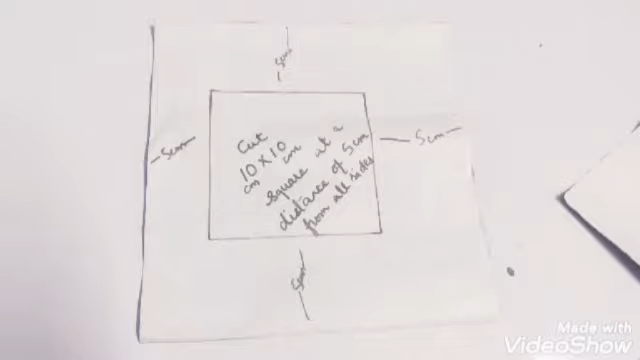 5cm
5cm
Cut
10 x 10
cm cm
square at a
distance of 5cm
from all sides
5cm
5cm
Made with
VideoShow